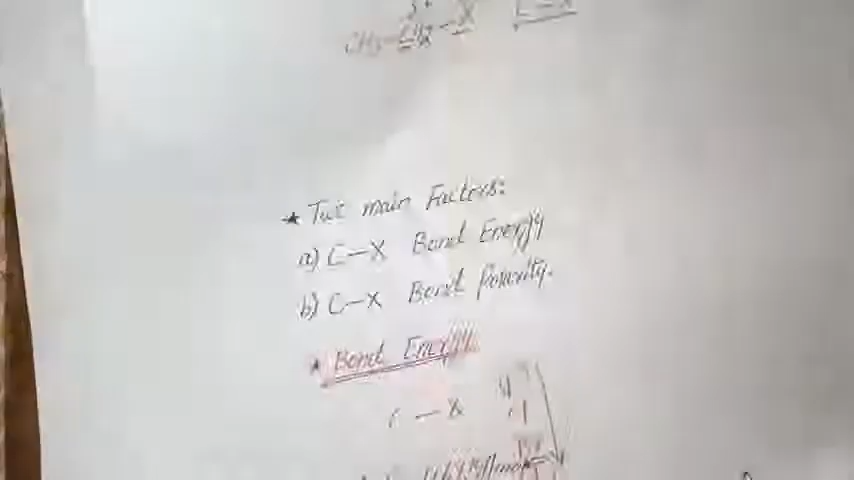 CH3-CH2-X C-X
★ Two main Factors:
a) C-X Bond Energy
b) C-X Bond Polarity.
★ Bond Energy
C-X